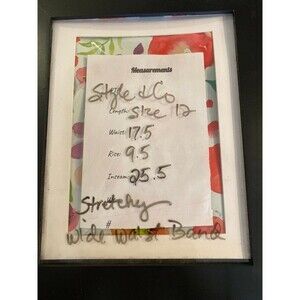 Measurements
Style & Co
Length: Size 12
Waist: 17.5
Rise: 9.5
Inseam: 25.5
Stretchy
#
Wide Waist Band